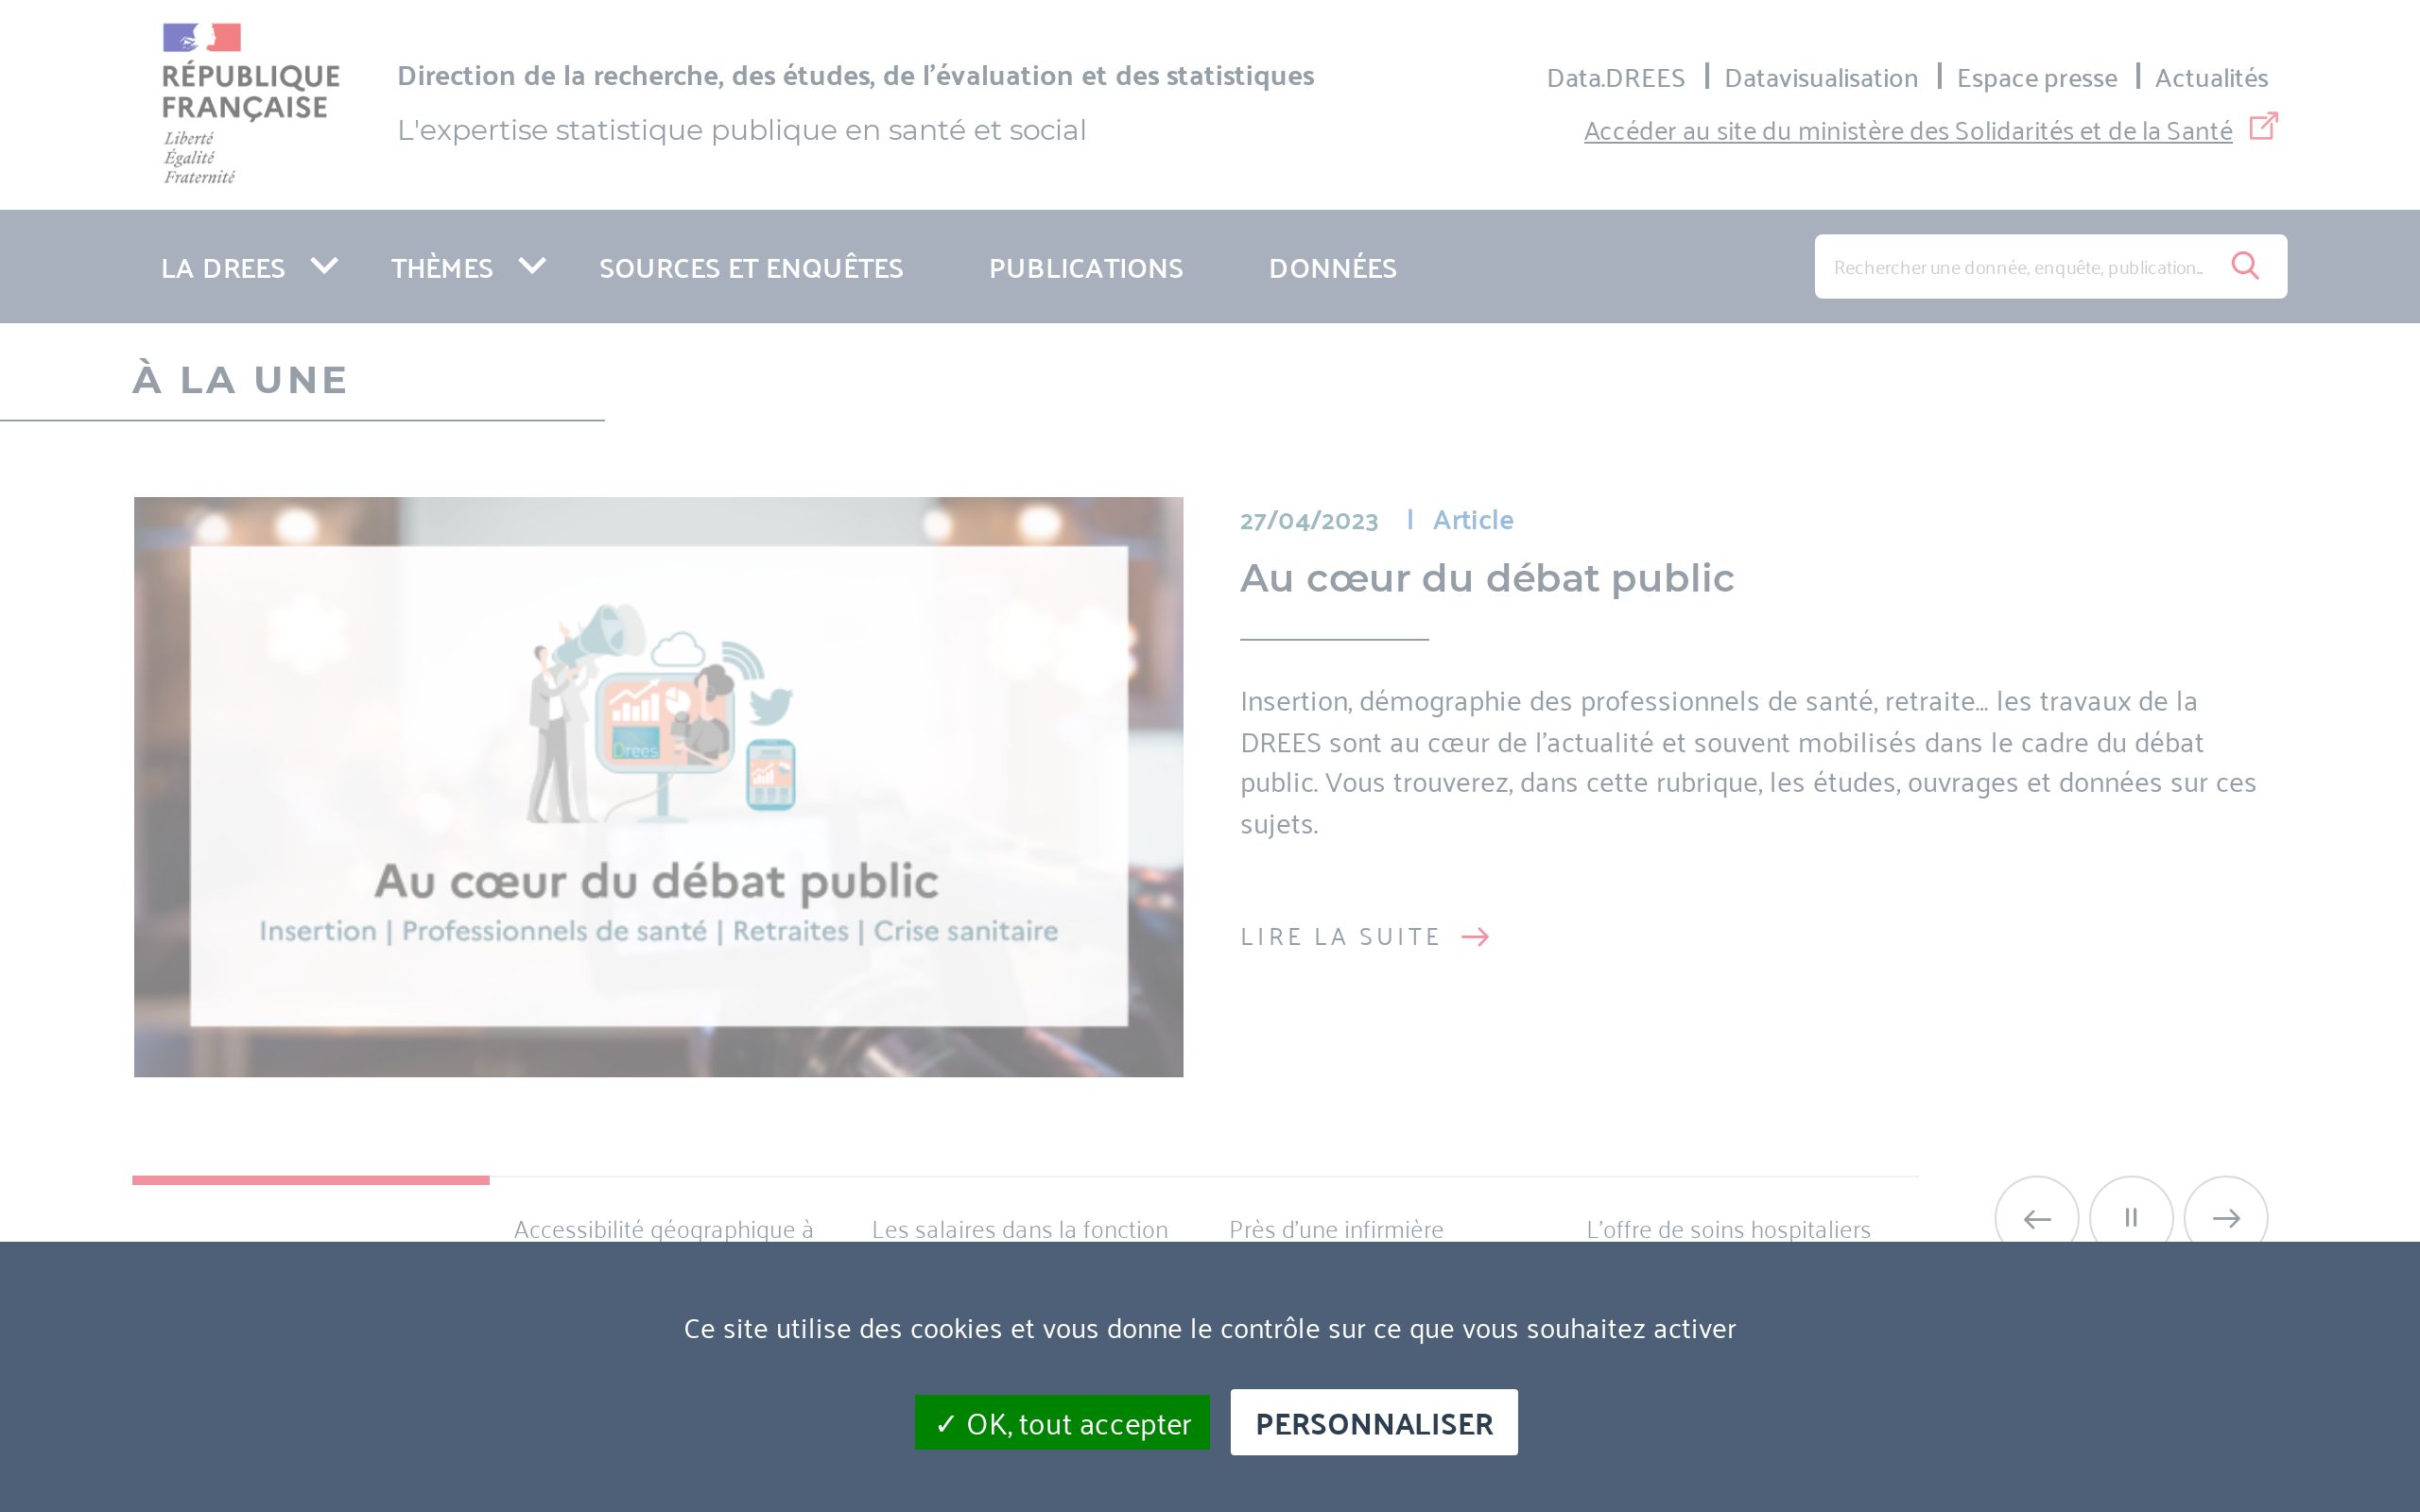 RÉPUBLIQUE
FRANÇAISE
Liberté
Égalité
Fraternité
Direction de la recherche, des études, de l'évaluation et des statistiques
L'expertise statistique publique en santé et social
Data.DREES | Datavisualisation | Espace presse | Actualités
Accéder au site du ministère des Solidarités et de la Santé
LA DREES THÈMES SOURCES ET ENQUÊTES PUBLICATIONS DONNÉES
Rechercher une donnée, enquête, publication...
À LA UNE
Drees
Au cœur du débat public
Insertion | Professionnels de santé | Retraites | Crise sanitaire
27/04/2023 | Article
Au cœur du débat public
Insertion, démographie des professionnels de santé, retraite... les travaux de la
DREES sont au cœur de l'actualité et souvent mobilisés dans le cadre du débat
public. Vous trouverez, dans cette rubrique, les études, ouvrages et données sur ces
sujets.
LIRE LA SUITE →
Accessibilité géographique à
Les salaires dans la fonction
Près d'une infirmière
L'offre de soins hospitaliers
Ce site utilise des cookies et vous donne le contrôle sur ce que vous souhaitez activer
✓ OK, tout accepter
PERSONNALISER